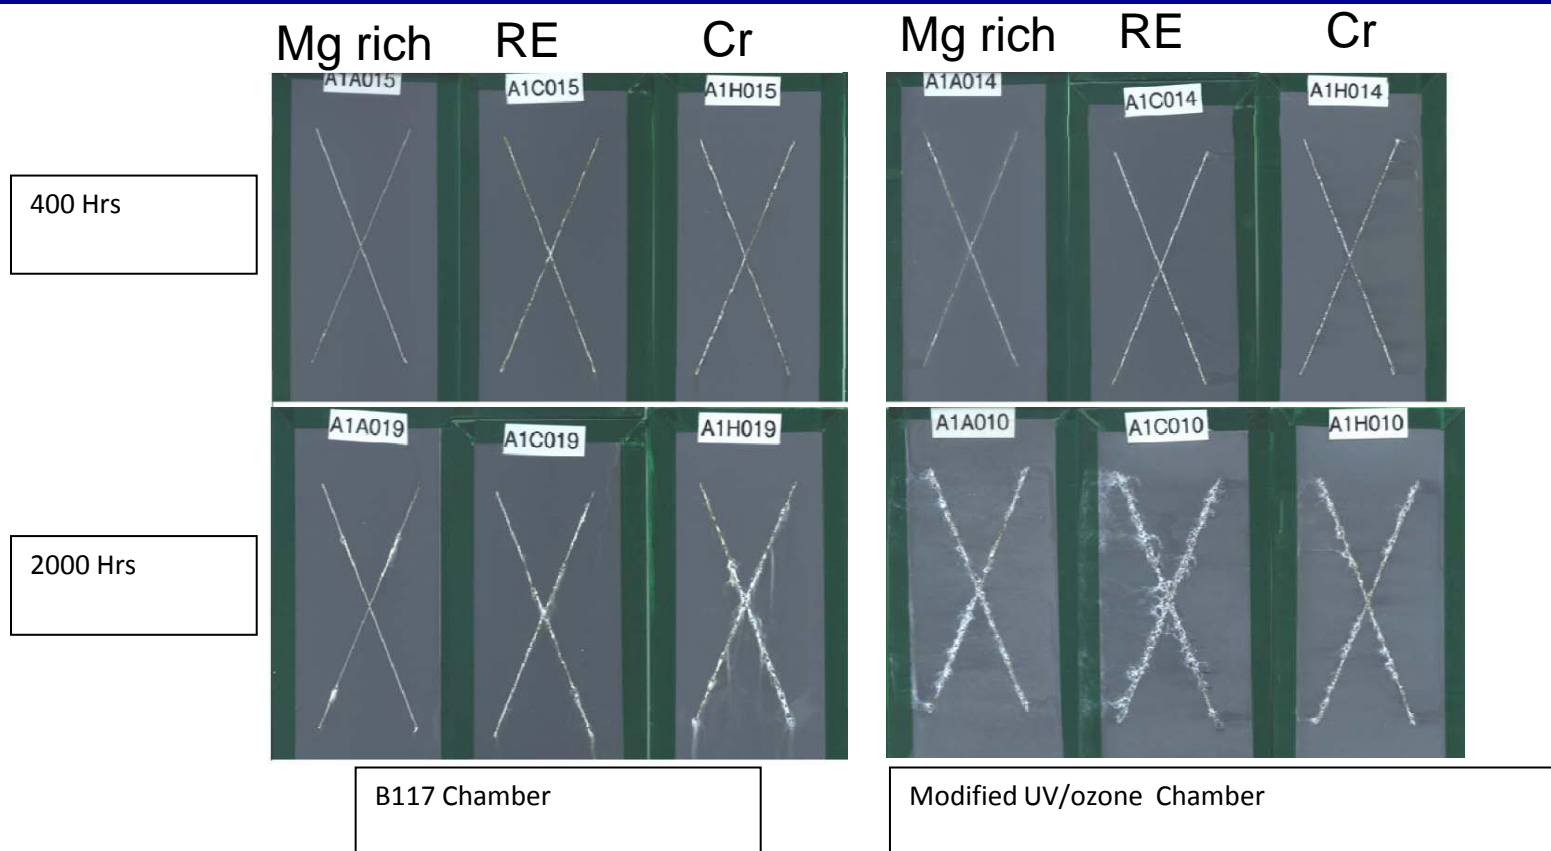 Mg rich RE Cr
Mg rich RE Cr
A1A015 A1C015 A1H015
A1A014 A1C014 A1H014
400 Hrs
A1A019 A1C019 A1H019
A1A010 A1C010 A1H010
2000 Hrs
B117 Chamber
Modified UV/ozone Chamber